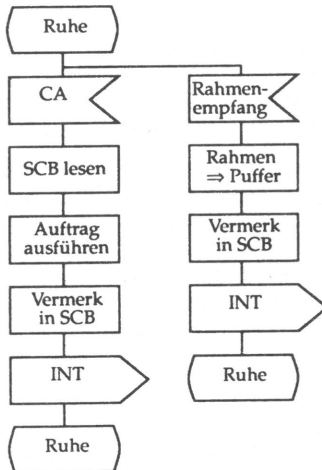 Ruhe
CA
SCB lesen
Auftrag
ausführen
Vermerk
in SCB
INT
Ruhe
Rahmen-
empfang
Rahmen
⇒ Puffer
Vermerk
in SCB
INT
Ruhe